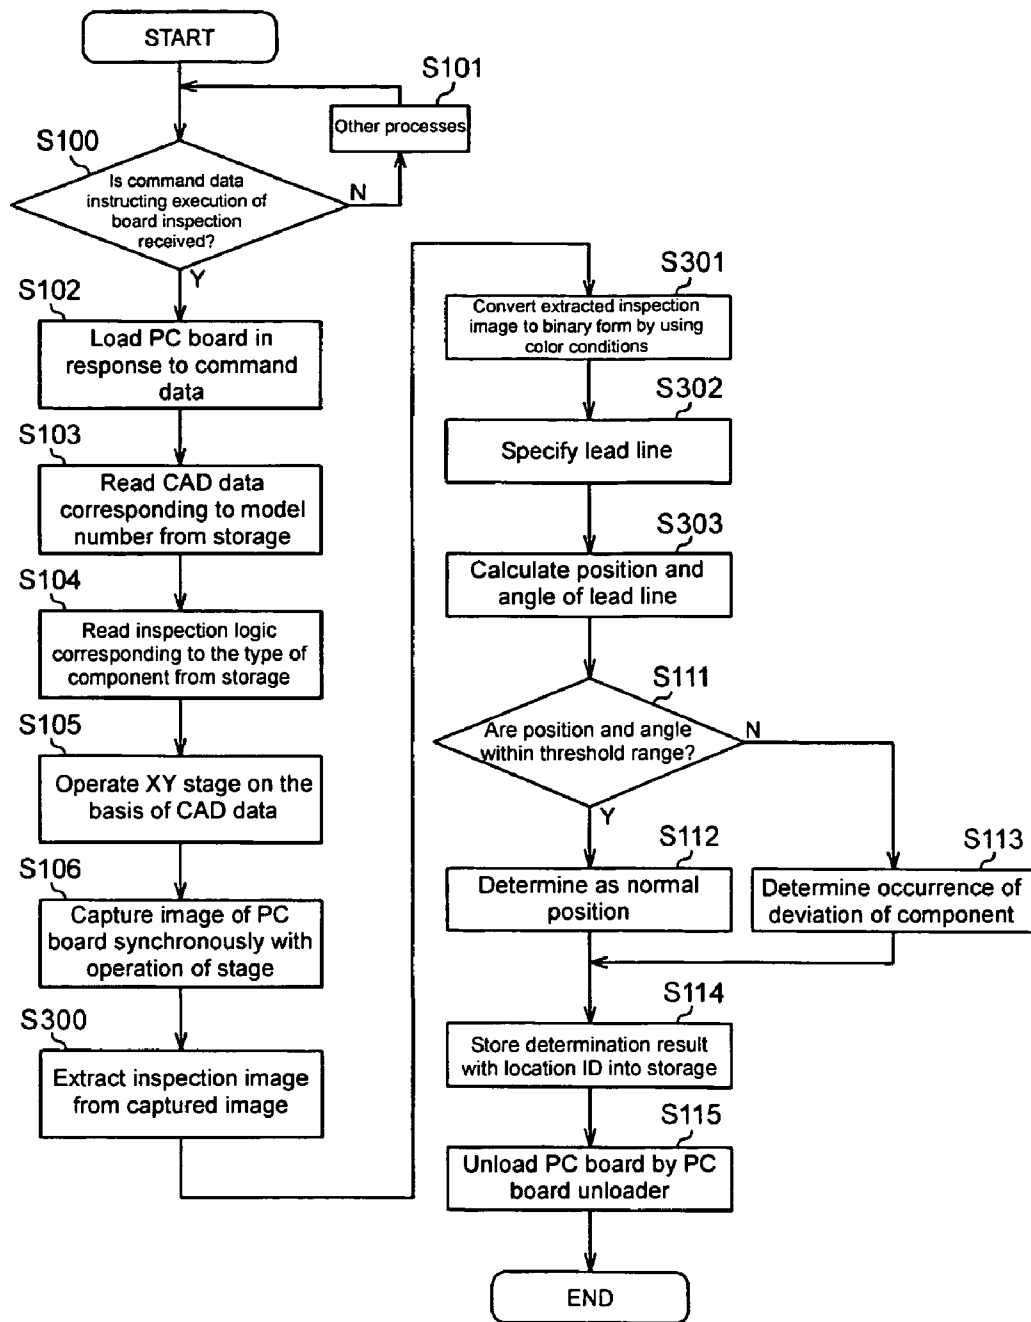 START
S101
Other processes
S100
Is command data
instructing execution of
board inspection
received?
N
Y
S102
Load PC board in
response to command
data
S103
Read CAD data
corresponding to model
number from storage
S104
Read inspection logic
corresponding to the type of
component from storage
S105
Operate XY stage on the
basis of CAD data
S106
Capture image of PC
board synchronously with
operation of stage
S300
Extract inspection image
from captured image
S301
Convert extracted inspection
image to binary form by using
color conditions
S302
Specify lead line
S303
Calculate position and
angle of lead line
S111
Are position and angle
within threshold range?
N
Y
S112
Determine as normal
position
S113
Determine occurrence of
deviation of component
S114
Store determination result
with location ID into storage
S115
Unload PC board by PC
board unloader
END